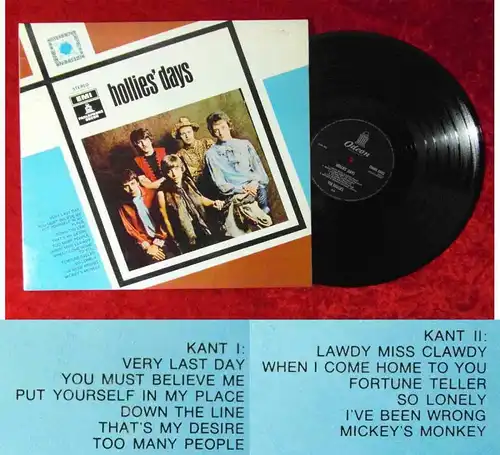 STEREO
EMI
hollies' days
Odeon
KANT I:
VERY LAST DAY
YOU MUST BELIEVE ME
PUT YOURSELF IN MY PLACE
DOWN THE LINE
THAT'S MY DESIRE
TOO MANY PEOPLE
KANT II:
LAWDY MISS CLAWDY
WHEN I COME HOME TO YOU
FORTUNE TELLER
SO LONELY
I'VE BEEN WRONG
MICKEY'S MONKEY